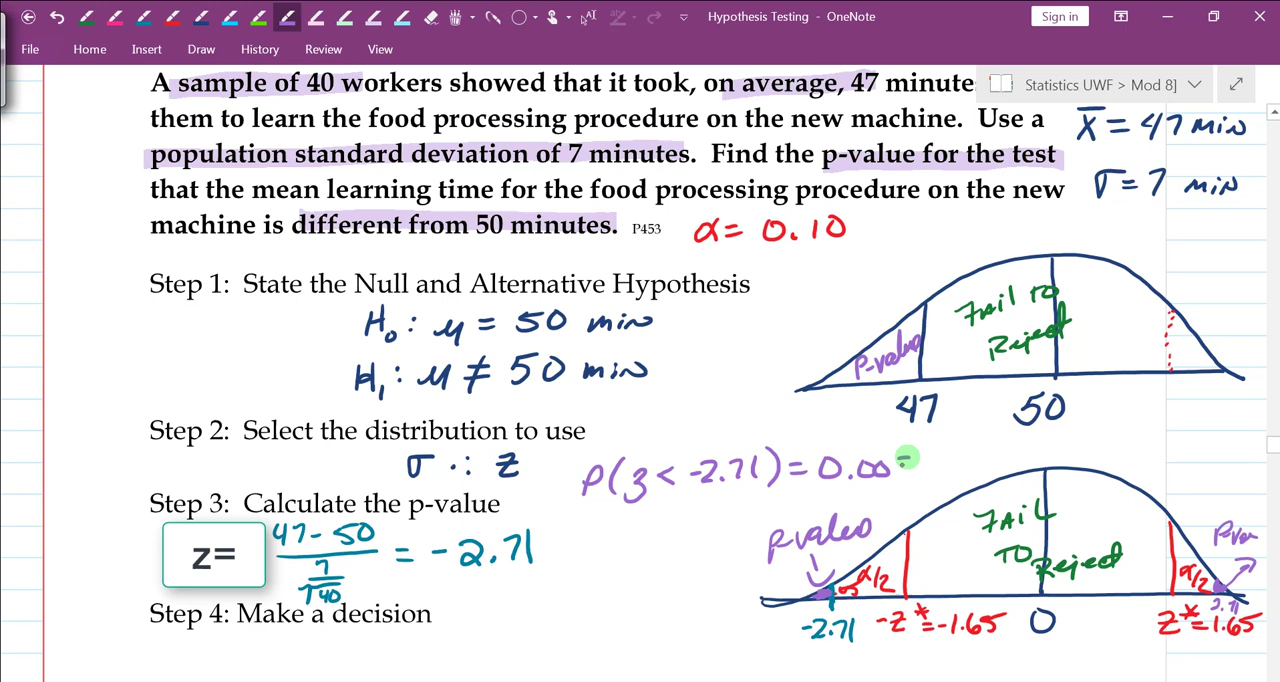 Hypothesis Testing - OneNote
Sign in
File Home Insert Draw History Review View
Statistics UWF > Mod 8]
A sample of 40 workers showed that it took, on average, 47 minute
them to learn the food processing procedure on the new machine. Use a
population standard deviation of 7 minutes. Find the p-value for the test
that the mean learning time for the food processing procedure on the new
machine is different from 50 minutes. P453
α = 0.10
x̄ = 47 min
σ = 7 min
Step 1: State the Null and Alternative Hypothesis
H₀: μ = 50 min
H₁: μ ≠ 50 min
Fail to
Reject
P-value
47 50
Step 2: Select the distribution to use
σ ∴ z
P(z < -2.71) = 0.00
Step 3: Calculate the p-value
z= 47 - 50 / 7/√40 = -2.71
Step 4: Make a decision
P-value
Fail
To Reject
α/2 α/2
-2.71 -z* = -1.65 0 z* = 1.65 2.71